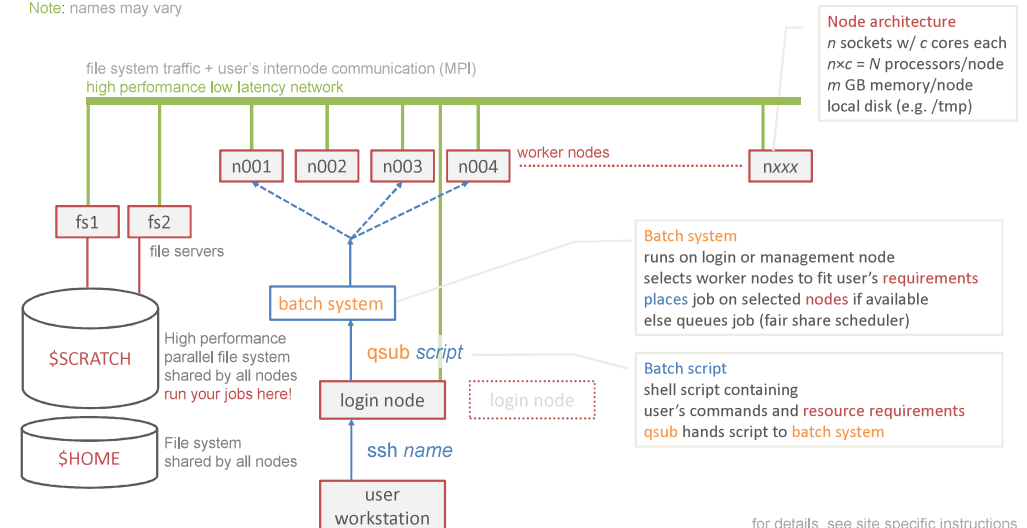 Note: names may vary
file system traffic + user's internode communication (MPI)
high performance low latency network
Node architecture
n sockets w/ c cores each
n×c = N processors/node
m GB memory/node
local disk (e.g. /tmp)
n001
n002
n003
n004
worker nodes
nxxx
fs1
fs2
file servers
Batch system
runs on login or management node
selects worker nodes to fit user's requirements
places job on selected nodes if available
else queues job (fair share scheduler)
batch system
$SCRATCH
High performance
parallel file system
shared by all nodes
run your jobs here!
qsub script
login node
login node
Batch script
shell script containing
user's commands and resource requirements
qsub hands script to batch system
$HOME
File system
shared by all nodes
ssh name
user
workstation
for details, see site specific instructions